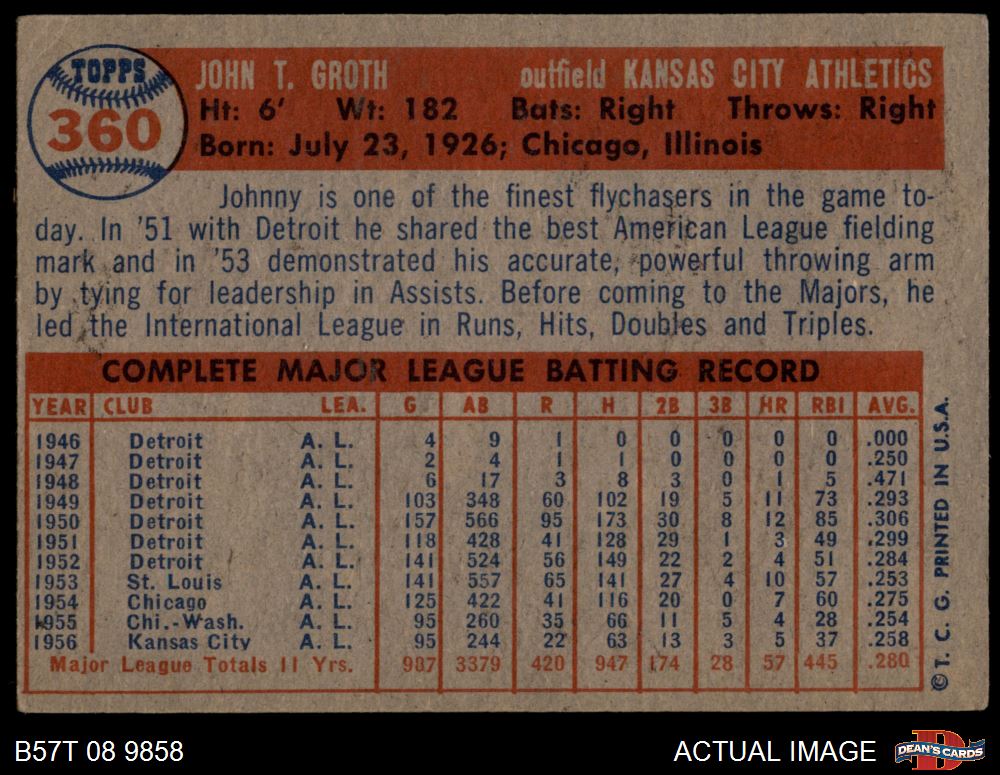 TOPPS
360
JOHN T. GROTH outfield KANSAS CITY ATHLETICS
Ht: 6' Wt: 182 Bats: Right Throws: Right
Born: July 23, 1926; Chicago, Illinois
Johnny is one of the finest flychasers in the game to-
day. In '51 with Detroit he shared the best American League fielding
mark and in '53 demonstrated his accurate, powerful throwing arm
by tying for leadership in Assists. Before coming to the Majors, he
led the International League in Runs, Hits, Doubles and Triples.
COMPLETE MAJOR LEAGUE BATTING RECORD
YEAR CLUB LEA. G AB R H 2B 3B HR RBI AVG.
1946 Detroit A. L. 4 9 1 0 0 0 0 0 .000
1947 Detroit A. L. 2 4 1 1 0 0 0 0 .250
1948 Detroit A. L. 6 17 3 8 3 0 1 5 .471
1949 Detroit A. L. 103 348 60 102 19 5 11 73 .293
1950 Detroit A. L. 157 566 95 173 30 8 12 85 .306
1951 Detroit A. L. 118 428 41 128 29 1 3 49 .299
1952 Detroit A. L. 141 524 56 149 22 2 4 51 .284
1953 St. Louis A. L. 141 557 65 141 27 4 10 57 .253
1954 Chicago A. L. 125 422 41 116 20 0 7 60 .275
1955 Chi.-Wash. A. L. 95 260 35 66 11 5 4 28 .254
1956 Kansas City A. L. 95 244 22 63 13 3 5 37 .258
Major League Totals 11 Yrs. 987 3379 420 947 174 28 57 445 .280
© T. C. G. PRINTED IN U.S.A.
B57T 08 9858
ACTUAL IMAGE
D
DEAN'S CARDS